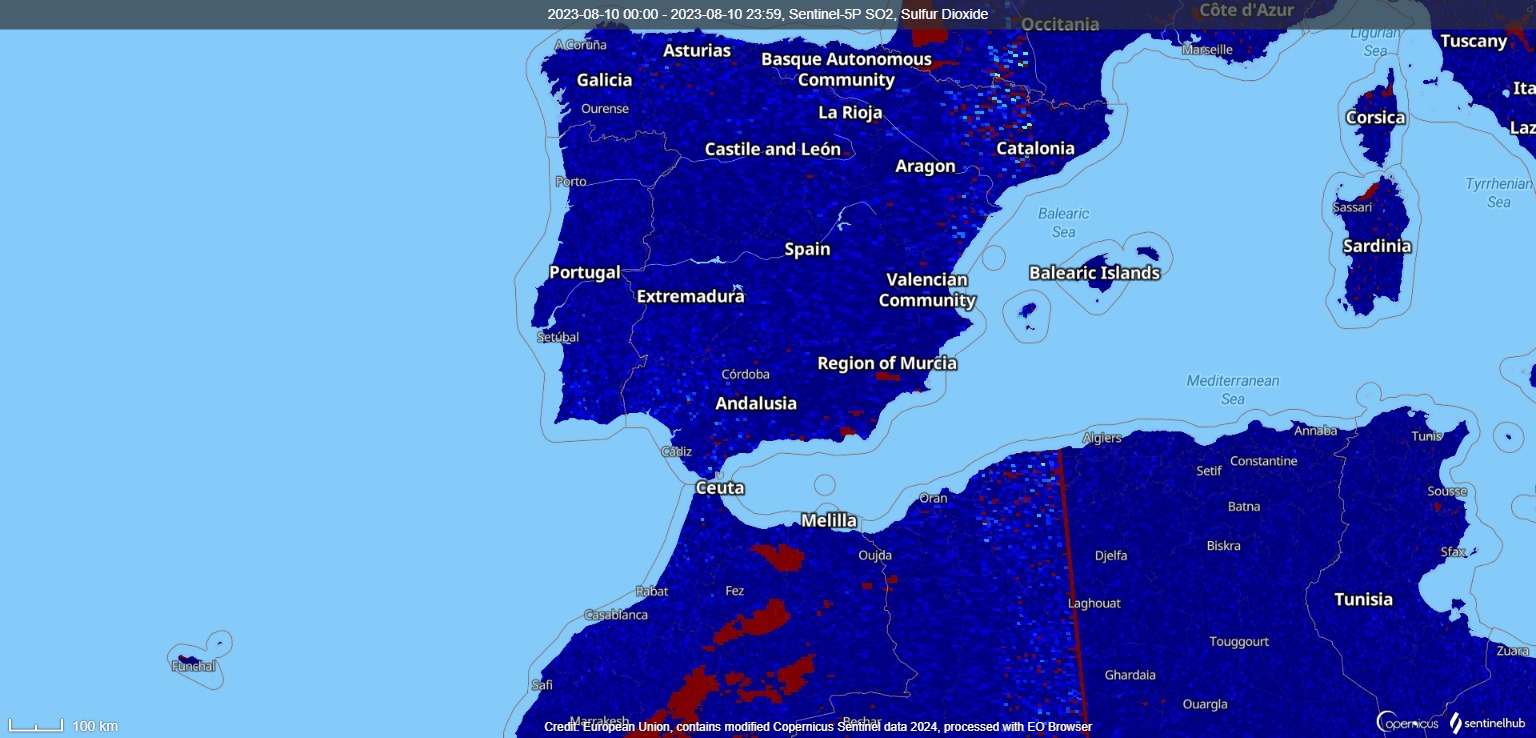 2023-08-10 00:00 - 2023-08-10 23:59, Sentinel-5P SO2, Sulfur Dioxide
Côte d'Azur
Occitania
Ligurian
Sea
Tuscany
A Coruña
Asturias
Marseille
Basque Autonomous
Community
Galicia
Ita
Ourense
La Rioja
Corsica
Laz
Castile and León
Catalonia
Aragon
Porto
Tyrrhenian
Sea
Sassari
Balearic
Sea
Spain
Sardinia
Portugal
Balearic Islands
Valencian
Community
Extremadura
Setúbal
Region of Murcia
Córdoba
Mediterranean
Sea
Andalusia
Cádiz
Algiers
Annaba
Tunis
Constantine
Setif
Ceuta
Sousse
Oran
Batna
Melilla
Biskra
Oujda
Djelfa
Sfax
Rabat
Fez
Laghouat
Tunisia
Casablanca
Touggourt
Zuara
Funchal
Ghardaia
Safi
Ouargla
Marrakesh
Bechar
100 km
Credit: European Union, contains modified Copernicus Sentinel data 2024, processed with EO Browser
opernicus
sentinelhub